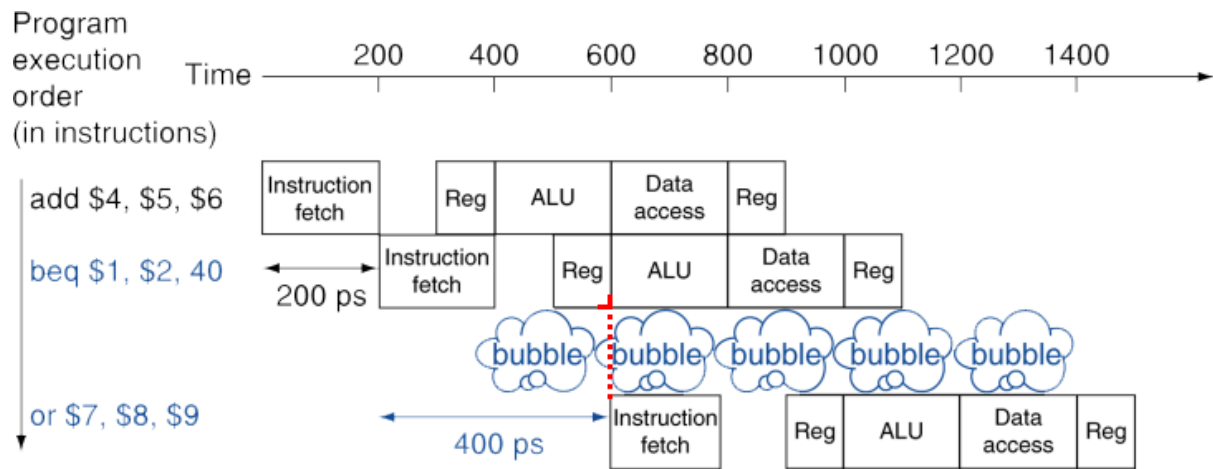 Program
execution
order
(in instructions)
Time
200 400 600 800 1000 1200 1400
add $4, $5, $6
Instruction
fetch
Reg
ALU
Data
access
Reg
beq $1, $2, 40
200 ps
Instruction
fetch
Reg
ALU
Data
access
Reg
bubble bubble bubble bubble bubble
or $7, $8, $9
400 ps
Instruction
fetch
Reg
ALU
Data
access
Reg